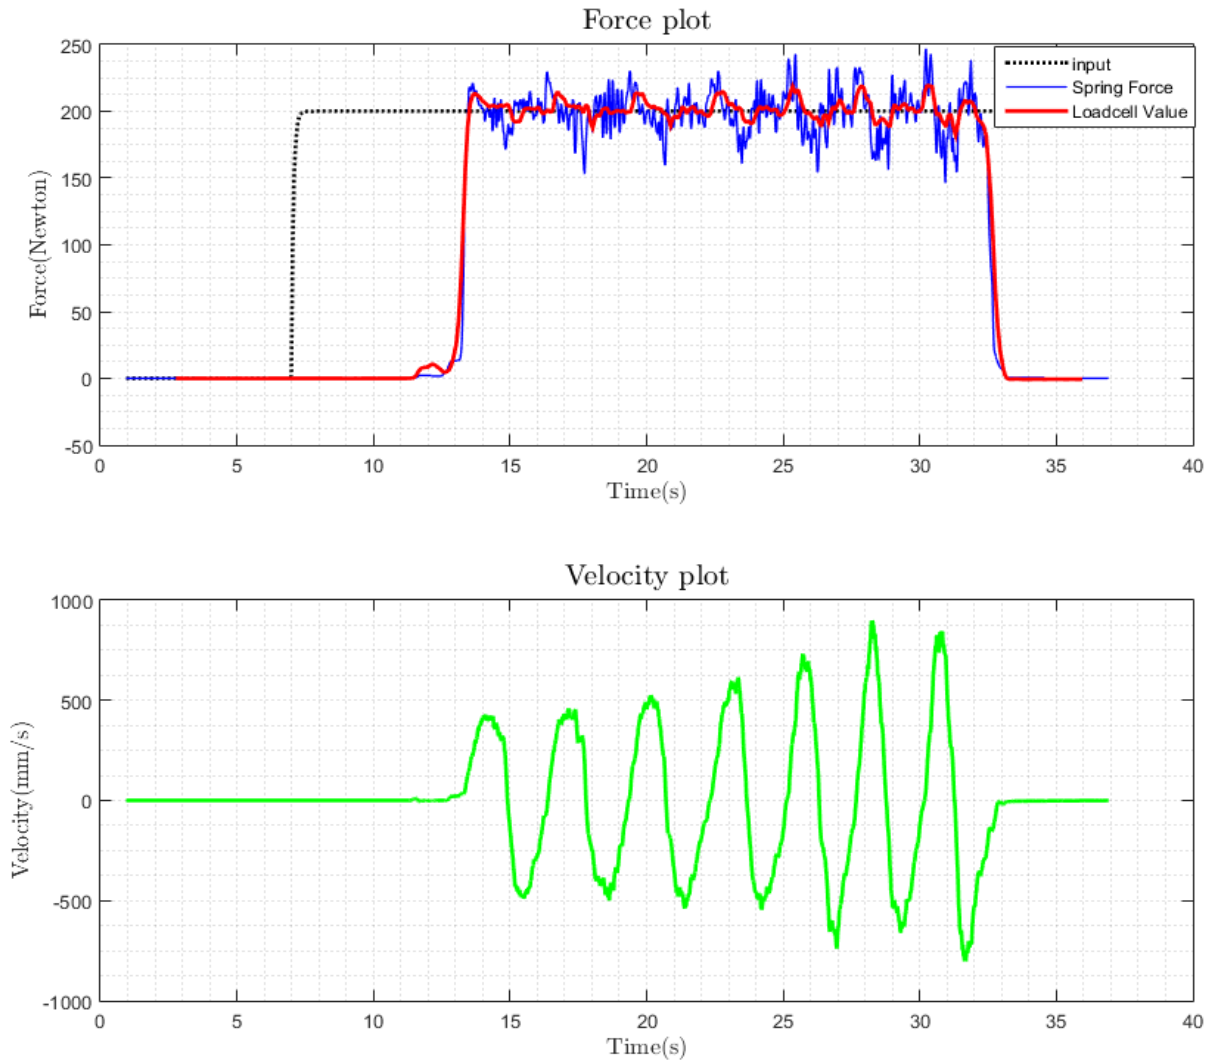 Force plot
250
200
150
100
50
0
-50
Force(Newton)
input
Spring Force
Loadcell Value
0 5 10 15 20 25 30 35 40
Time(s)
Velocity plot
1000
500
0
-500
-1000
Velocity(mm/s)
0 5 10 15 20 25 30 35 40
Time(s)